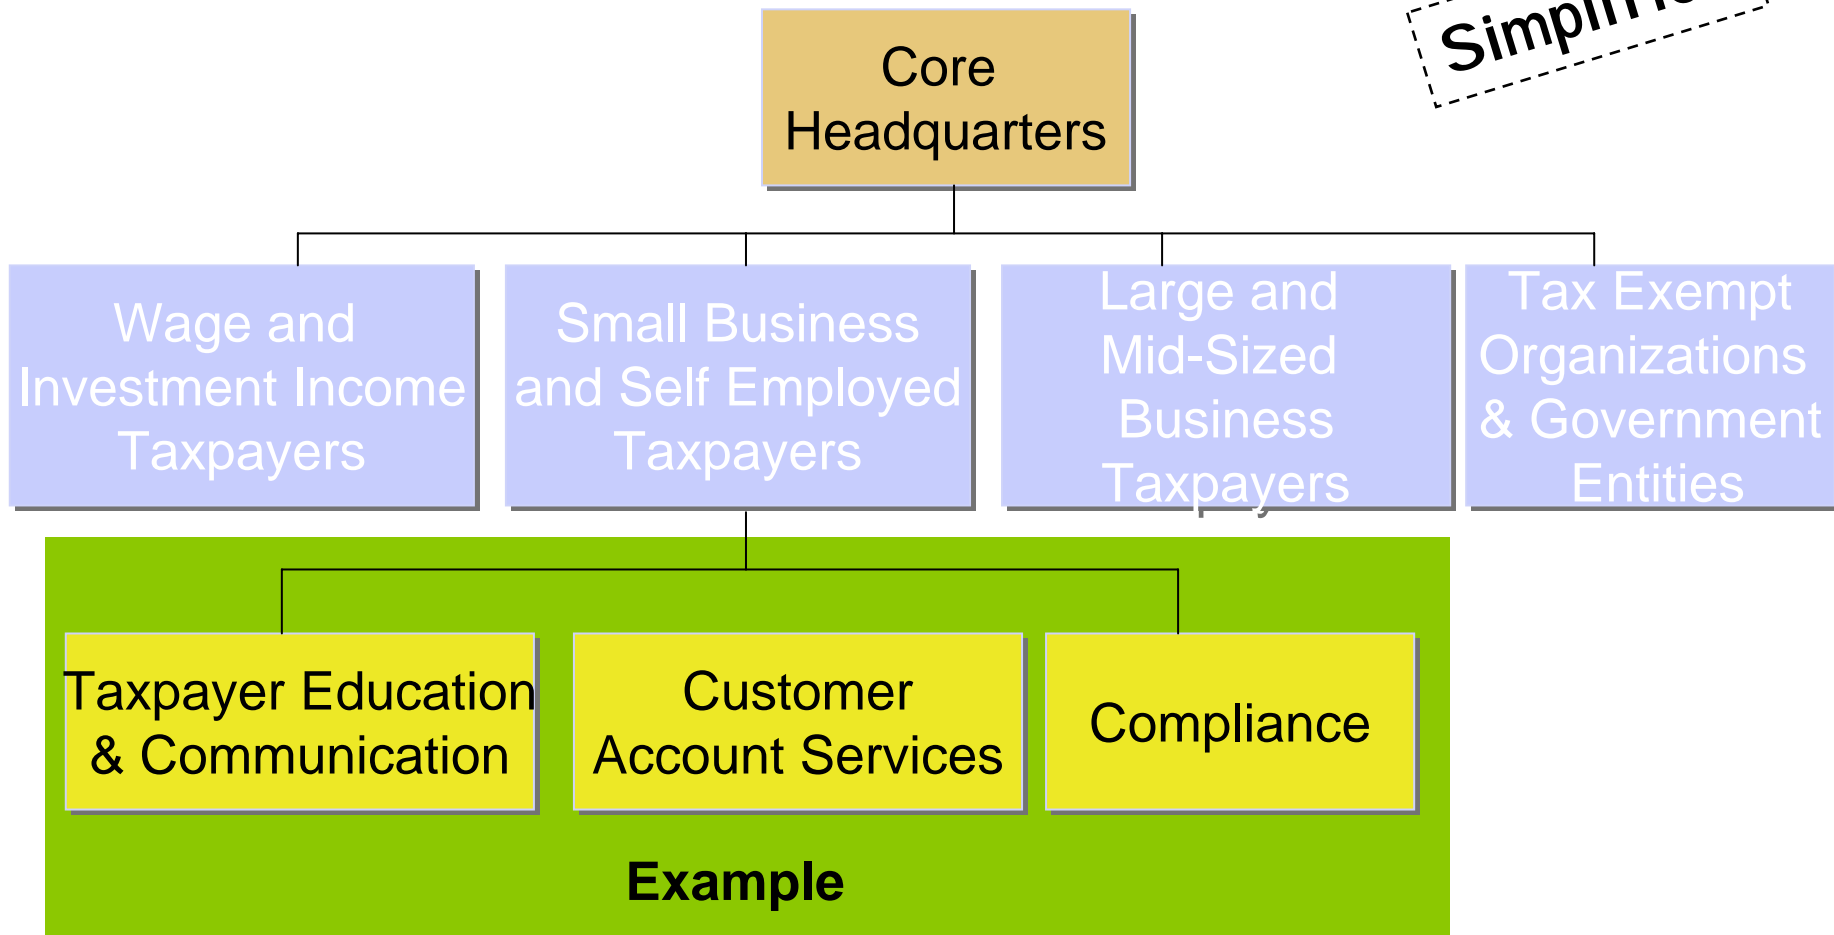 Core
Headquarters
Wage and
Investment Income
Taxpayers
Small Business
and Self Employed
Taxpayers
Large and
Mid-Sized
Business
Taxpayers
Tax Exempt
Organizations
& Government
Entities
Taxpayer Education
& Communication
Customer
Account Services
Compliance
Example